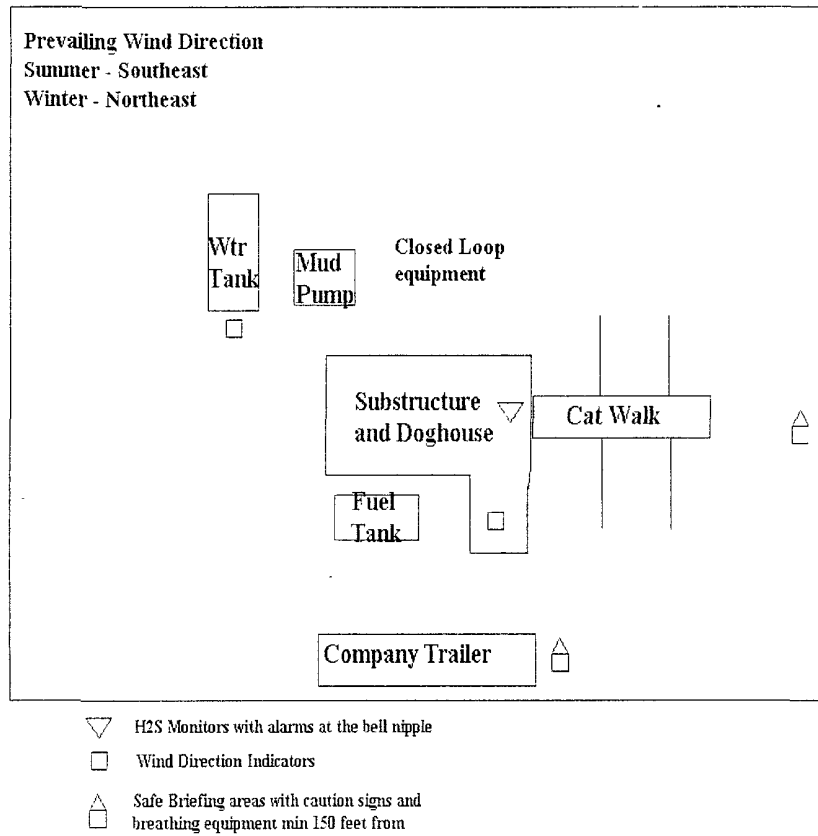 Prevailing Wind Direction
Summer - Southeast
Winter - Northeast
Wtr
Tank
Mud
Pump
Closed Loop
equipment
Substructure
and Doghouse
Cat Walk
Fuel
Tank
Company Trailer
H2S Monitors with alarms at the bell nipple
Wind Direction Indicators
Safe Briefing areas with caution signs and
breathing equipment min 150 feet from